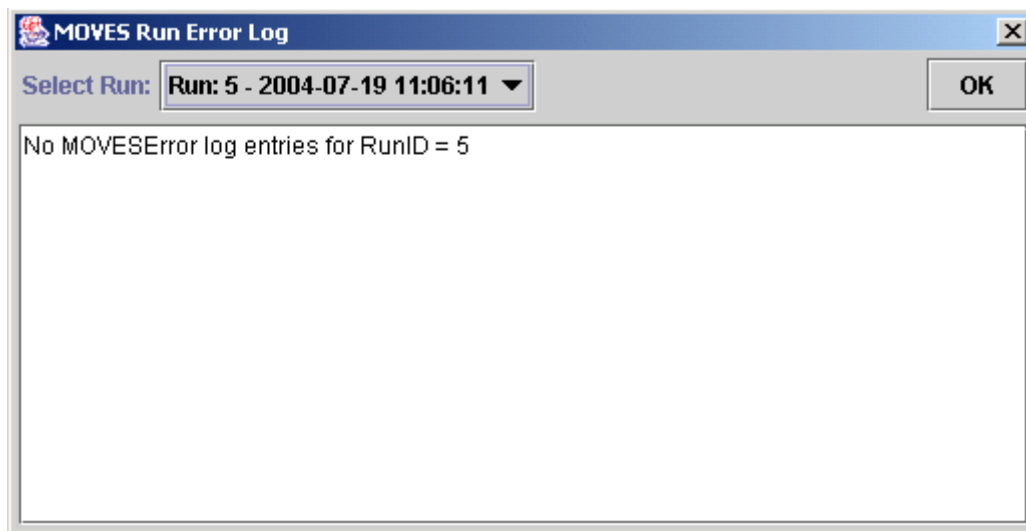 MOVES Run Error Log
Select Run: Run: 5 - 2004-07-19 11:06:11 OK
No MOVESError log entries for RunID = 5